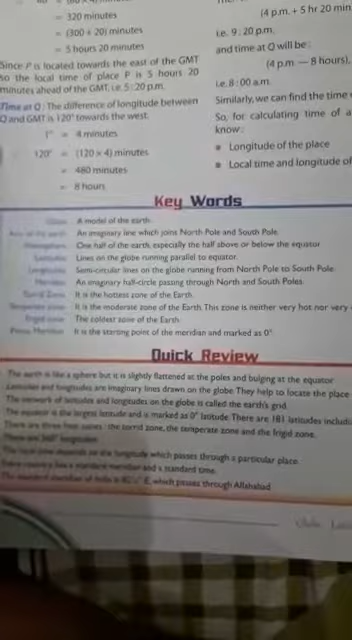 = 320 minutes
= (300 + 20) minutes
= 5 hours 20 minutes
Since P is located towards the east of the GMT
so the local time of place P is 5 hours 20
minutes ahead of the GMT, i.e. 5 : 20 p.m.
Time at Q : The difference of longitude between
Q and GMT is 120° towards the west.
1° = 4 minutes
120° = (120 × 4) minutes
= 480 minutes
= 8 hours
(4 p.m. + 5 hr 20 min
i.e. 9 : 20 p.m.
and time at Q will be :
(4 p.m. – 8 hours),
i.e. 8 : 00 a.m.
Similarly, we can find the time
So, for calculating time of a
know :
Longitude of the place
Local time and longitude of
Key Words
A model of the earth
An imaginary line which joins North Pole and South Pole.
One half of the earth, especially the half above or below the equator
Lines on the globe running parallel to equator.
Semi-circular lines on the globe running from North Pole to South Pole.
An imaginary half-circle passing through North and South Poles.
It is the hottest zone of the Earth.
It is the moderate zone of the Earth. This zone is neither very hot nor very
The coldest zone of the Earth.
It is the starting point of the meridian and marked as 0°.
Quick Review
The earth is like a sphere but it is slightly flattened at the poles and bulging at the equator.
Latitudes and longitudes are imaginary lines drawn on the globe. They help to locate the place
The network of latitudes and longitudes on the globe is called the earth's grid.
The equator is the largest latitude and is marked as 0° latitude. There are 181 latitudes includi
There are three heat zones : the torrid zone, the temperate zone and the frigid zone.
There are 360° longitudes
The local time depends on the longitude which passes through a particular place.
Every country has a standard meridian and a standard time.
E, which passes through Allahabad.